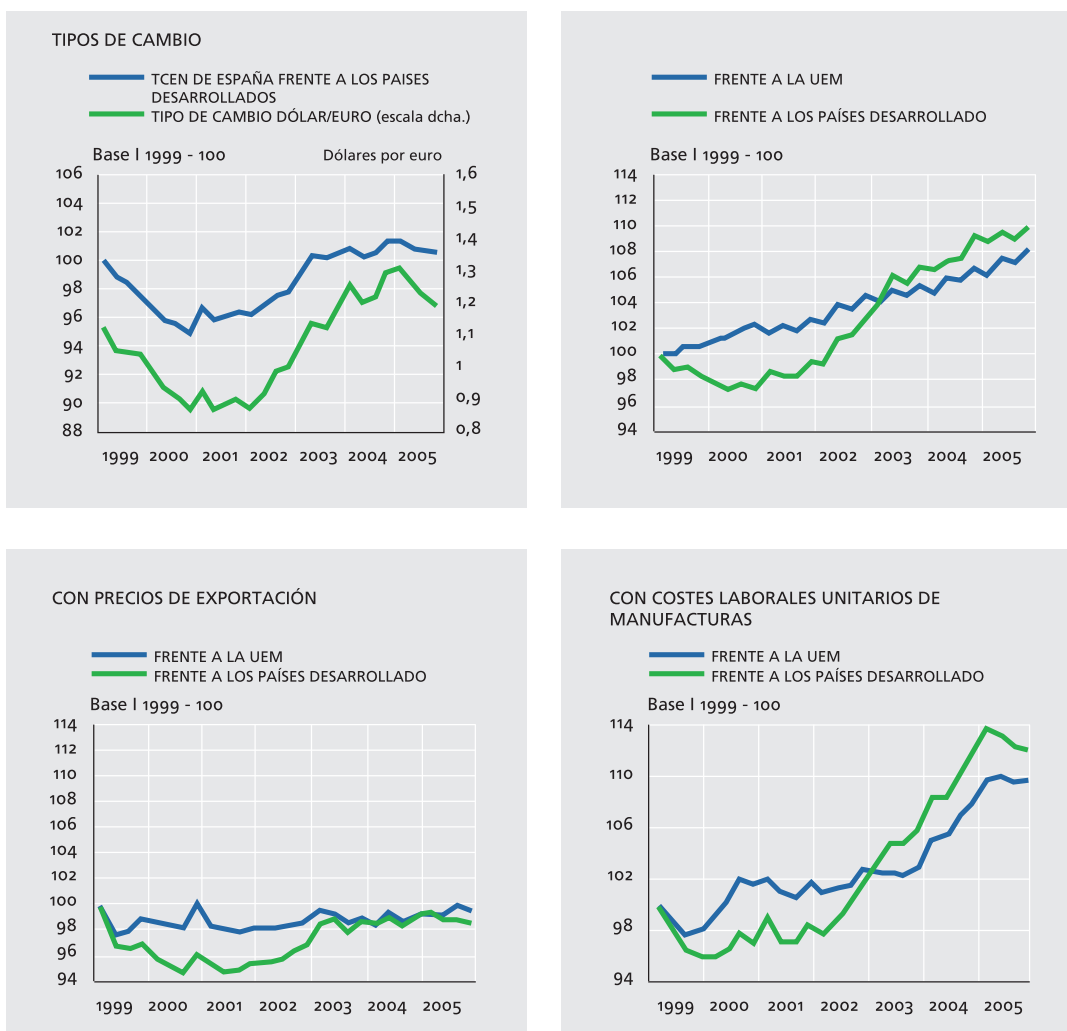 TIPOS DE CAMBIO
TCEN DE ESPAÑA FRENTE A LOS PAISES
DESARROLLADOS
TIPO DE CAMBIO DÓLAR/EURO (escala dcha.)
Base I 1999 - 100
Dólares por euro
106
104
102
100
98
96
94
92
90
88
1,6
1,5
1,4
1,3
1,2
1,1
1
0,9
0,8
1999 2000 2001 2002 2003 2004 2005
FRENTE A LA UEM
FRENTE A LOS PAÍSES DESARROLLADO
Base I 1999 - 100
114
112
110
108
106
104
102
100
98
96
94
1999 2000 2001 2002 2003 2004 2005
CON PRECIOS DE EXPORTACIÓN
FRENTE A LA UEM
FRENTE A LOS PAÍSES DESARROLLADO
Base I 1999 - 100
114
112
110
108
106
104
102
100
98
96
94
1999 2000 2001 2002 2003 2004 2005
CON COSTES LABORALES UNITARIOS DE
MANUFACTURAS
FRENTE A LA UEM
FRENTE A LOS PAÍSES DESARROLLADO
Base I 1999 - 100
114
110
106
102
98
94
1999 2000 2001 2002 2003 2004 2005